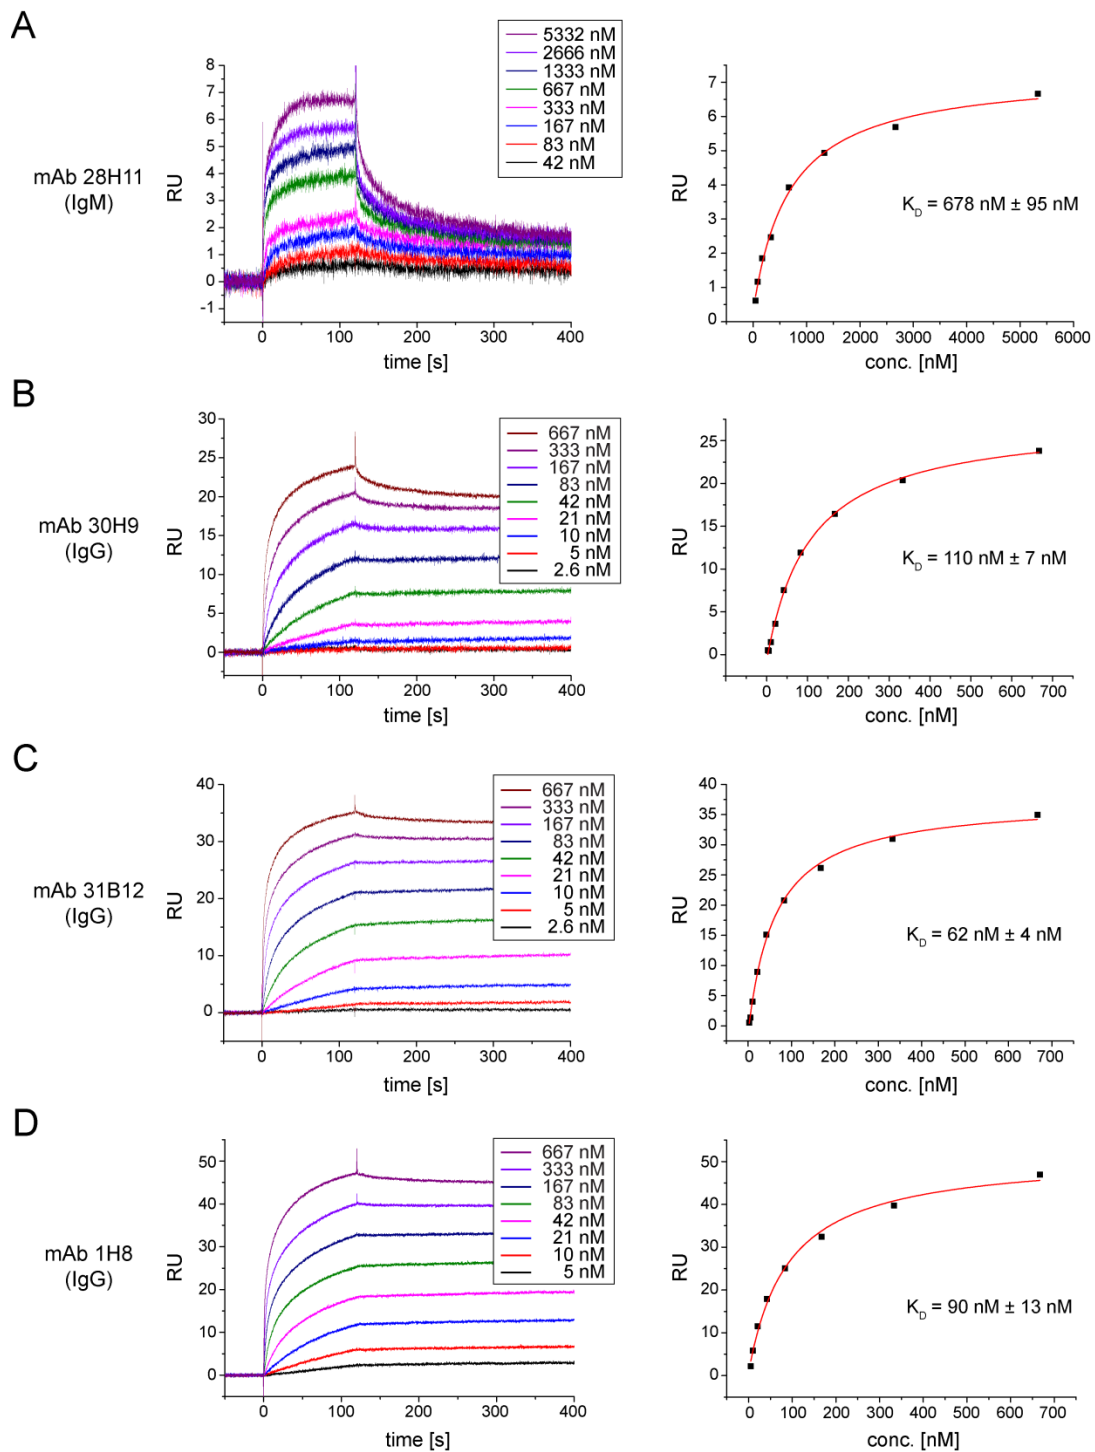 A
mAb 28H11
(IgM)
RU
8
7
6
5
4
3
2
1
0
-1
0 100 200 300 400
time [s]
5332 nM
2666 nM
1333 nM
667 nM
333 nM
167 nM
83 nM
42 nM
RU
7
6
5
4
3
2
1
0
0 1000 2000 3000 4000 5000 6000
conc. [nM]
K_D = 678 nM ± 95 nM
B
mAb 30H9
(IgG)
RU
30
25
20
15
10
5
0
0 100 200 300 400
time [s]
667 nM
333 nM
167 nM
83 nM
42 nM
21 nM
10 nM
5 nM
2.6 nM
RU
25
20
15
10
5
0
0 100 200 300 400 500 600 700
conc. [nM]
K_D = 110 nM ± 7 nM
C
mAb 31B12
(IgG)
RU
40
30
20
10
0
0 100 200 300 400
time [s]
667 nM
333 nM
167 nM
83 nM
42 nM
21 nM
10 nM
5 nM
2.6 nM
RU
40
35
30
25
20
15
10
5
0
0 100 200 300 400 500 600 700
conc. [nM]
K_D = 62 nM ± 4 nM
D
mAb 1H8
(IgG)
RU
50
40
30
20
10
0
0 100 200 300 400
time [s]
667 nM
333 nM
167 nM
83 nM
42 nM
21 nM
10 nM
5 nM
RU
50
40
30
20
10
0
0 100 200 300 400 500 600 700
conc. [nM]
K_D = 90 nM ± 13 nM